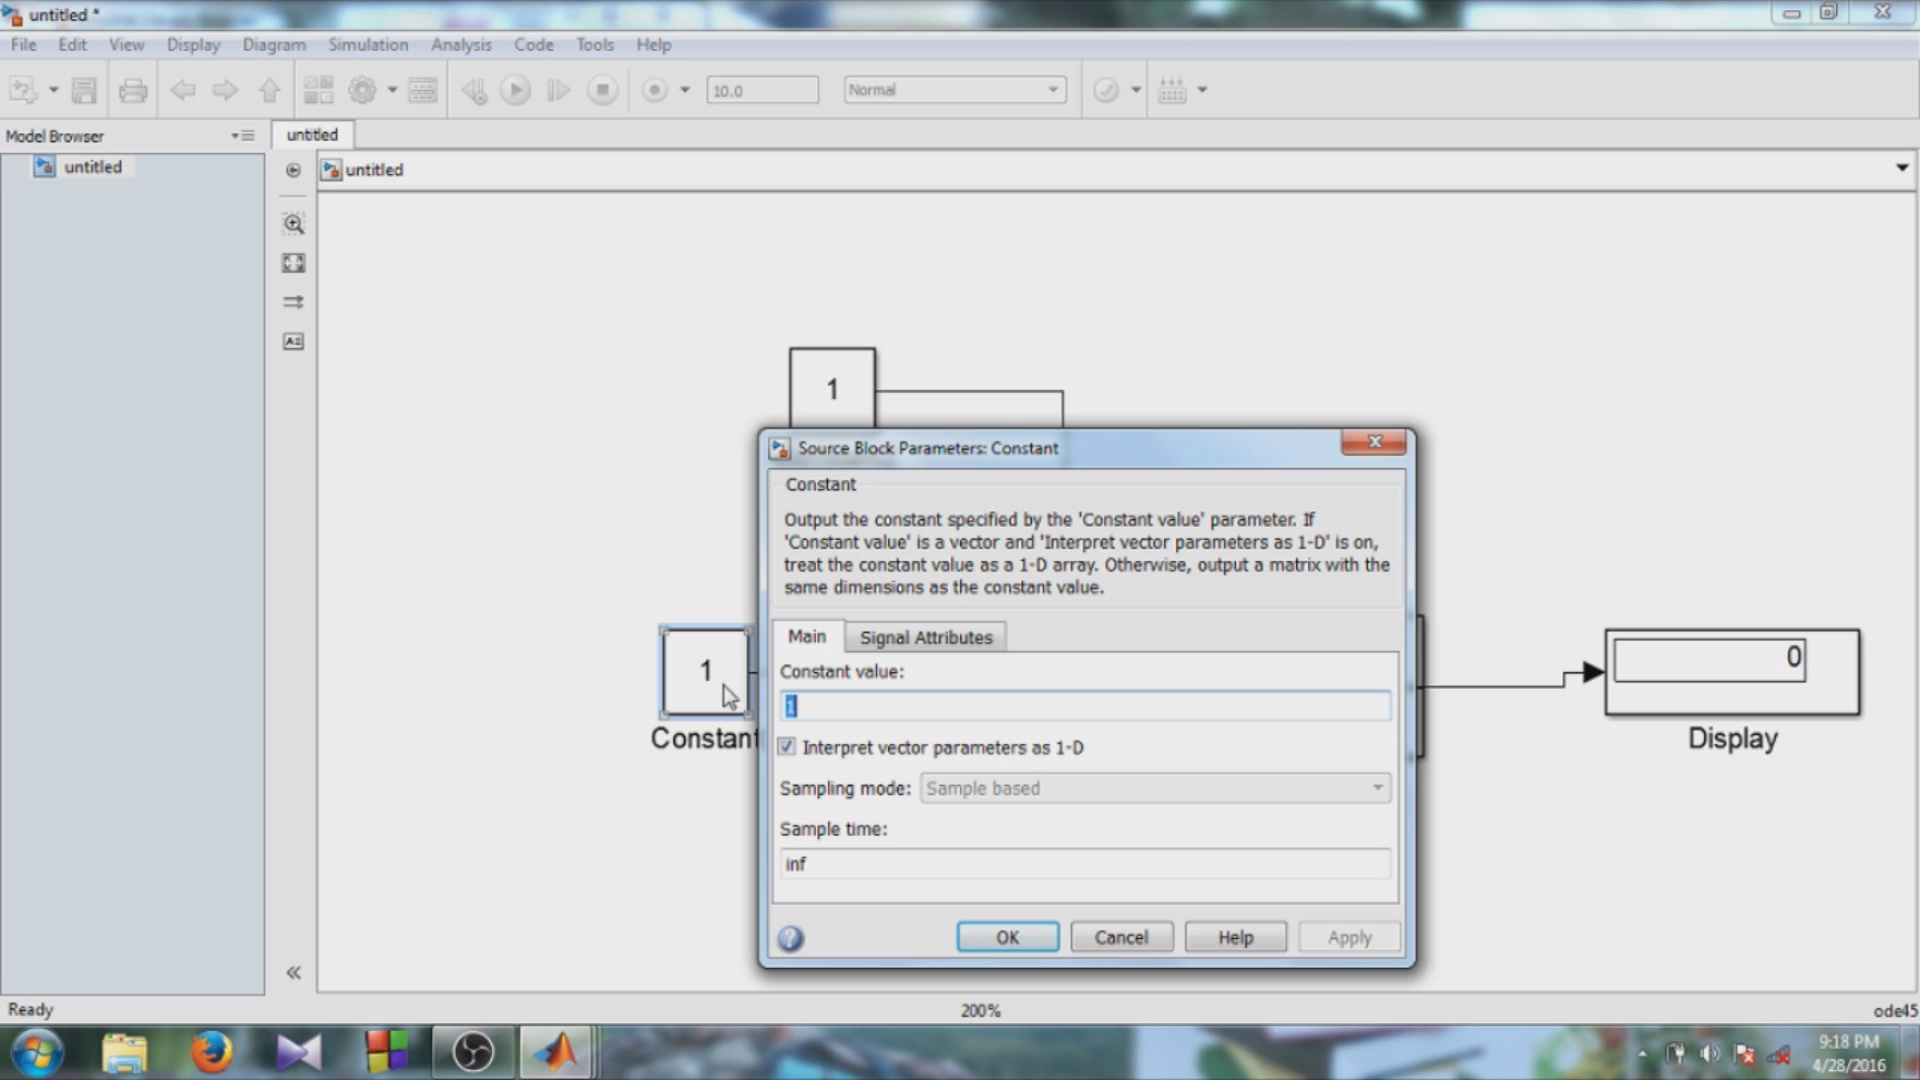 untitled *
File Edit View Display Diagram Simulation Analysis Code Tools Help
10.0 Normal
Model Browser untitled
untitled untitled
1
Source Block Parameters: Constant
Constant
Output the constant specified by the 'Constant value' parameter. If
'Constant value' is a vector and 'Interpret vector parameters as 1-D' is on,
treat the constant value as a 1-D array. Otherwise, output a matrix with the
same dimensions as the constant value.
Main Signal Attributes
Constant value:
1
Interpret vector parameters as 1-D
Sampling mode: Sample based
Sample time:
inf
OK Cancel Help Apply
1
Constant
0
Display
Ready 200% ode45
9:18 PM
4/28/2016